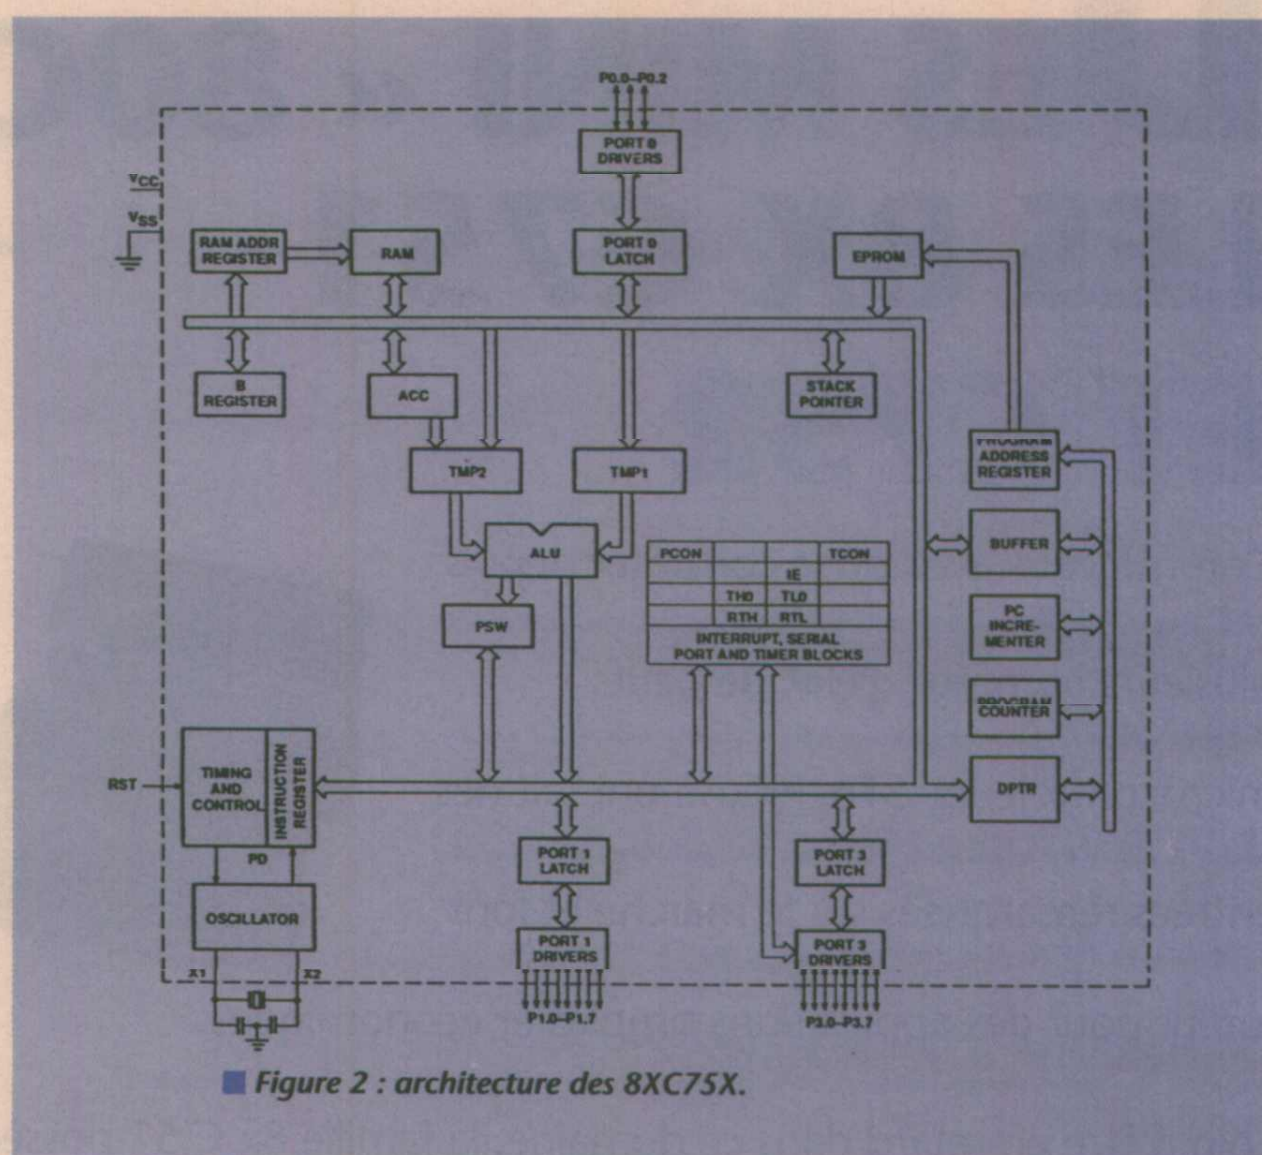 P0.0–P0.2
PORT 0
DRIVERS
VCC
VSS
RAM ADDR
REGISTER
RAM
PORT 0
LATCH
EPROM
B
REGISTER
ACC
STACK
POINTER
PROGRAM
ADDRESS
REGISTER
TMP2
TMP1
ALU
BUFFER
PCON
TCON
IE
TH0
TL0
RTH
RTL
INTERRUPT, SERIAL
PORT AND TIMER BLOCKS
PSW
PC
INCRE-
MENTER
PROGRAM
COUNTER
RST
TIMING
AND
CONTROL
INSTRUCTION
REGISTER
DPTR
PD
OSCILLATOR
PORT 1
LATCH
PORT 3
LATCH
PORT 1
DRIVERS
PORT 3
DRIVERS
X1
X2
P1.0–P1.7
P3.0–P3.7
Figure 2 : architecture des 8XC75X.